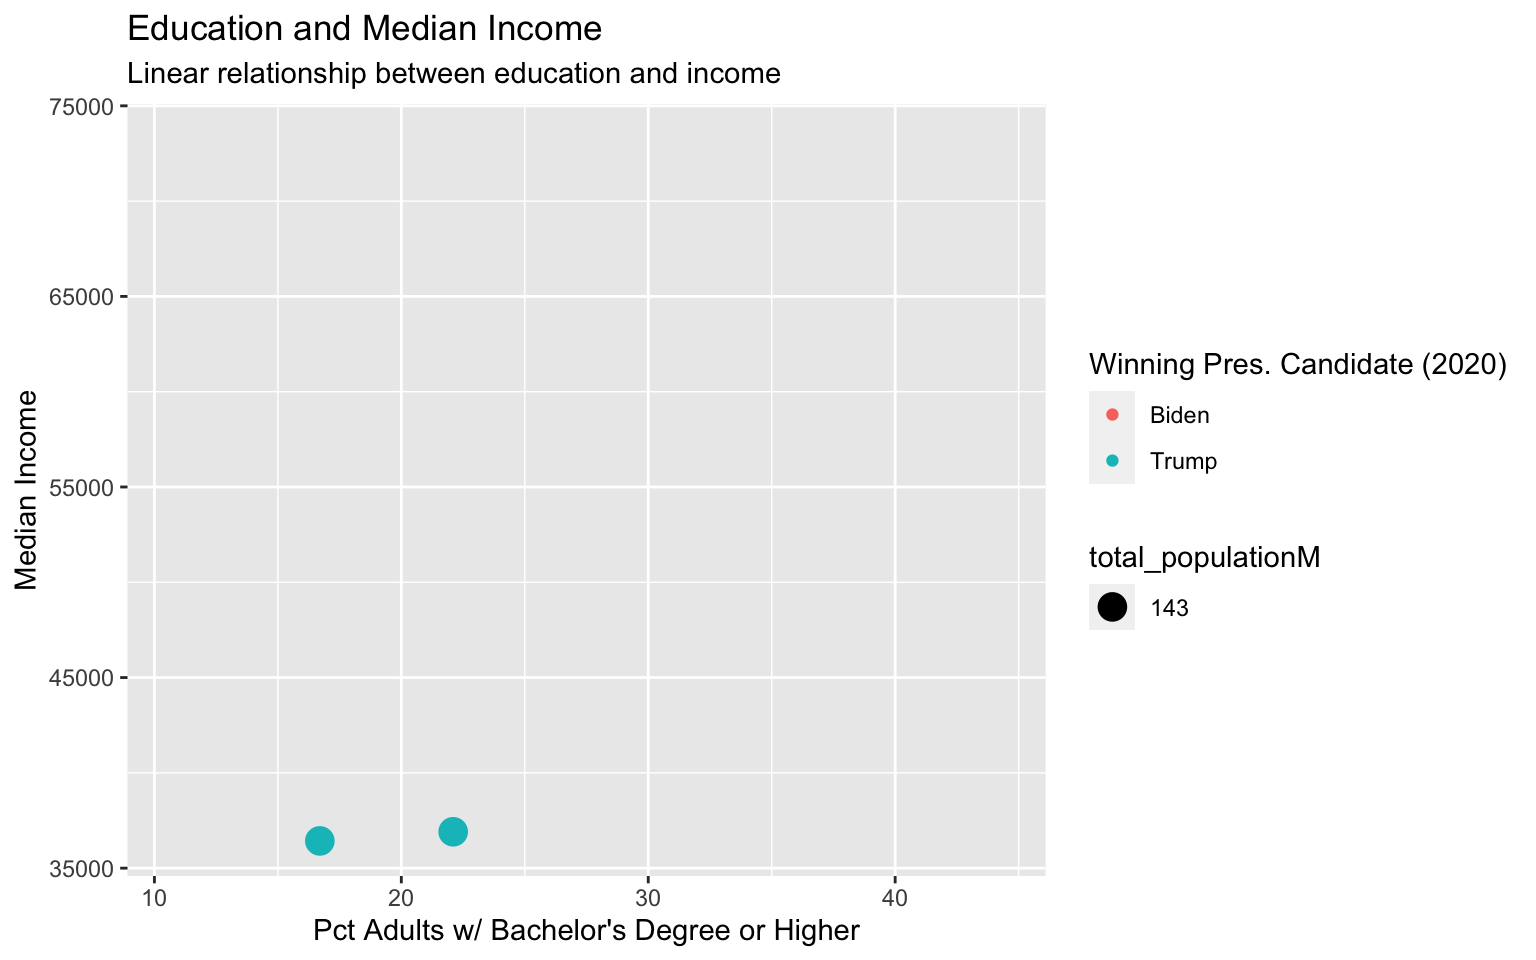 Education and Median Income
Linear relationship between education and income
75000
65000
55000
45000
35000
Median Income
10 20 30 40
Pct Adults w/ Bachelor's Degree or Higher
Winning Pres. Candidate (2020)
Biden
Trump
total_populationM
143